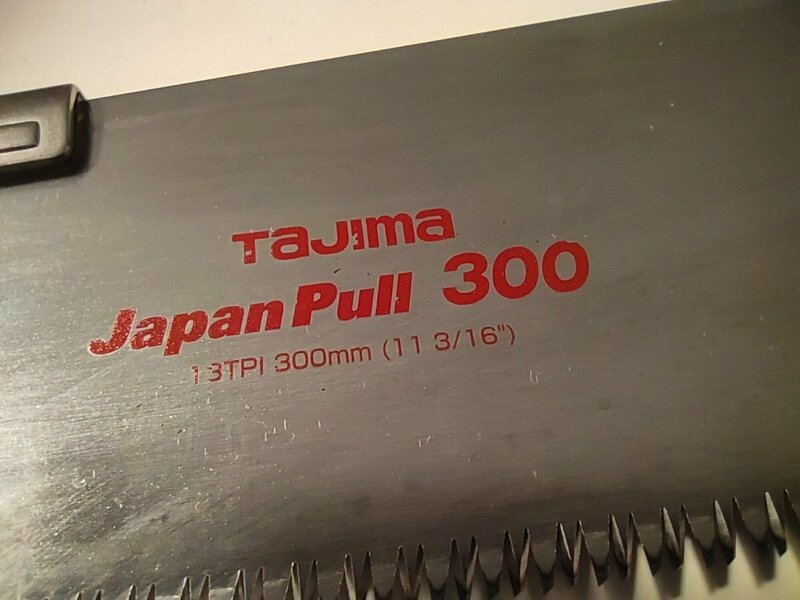 TaJima
Japan Pull 300
13TPI 300mm (11 3/16")